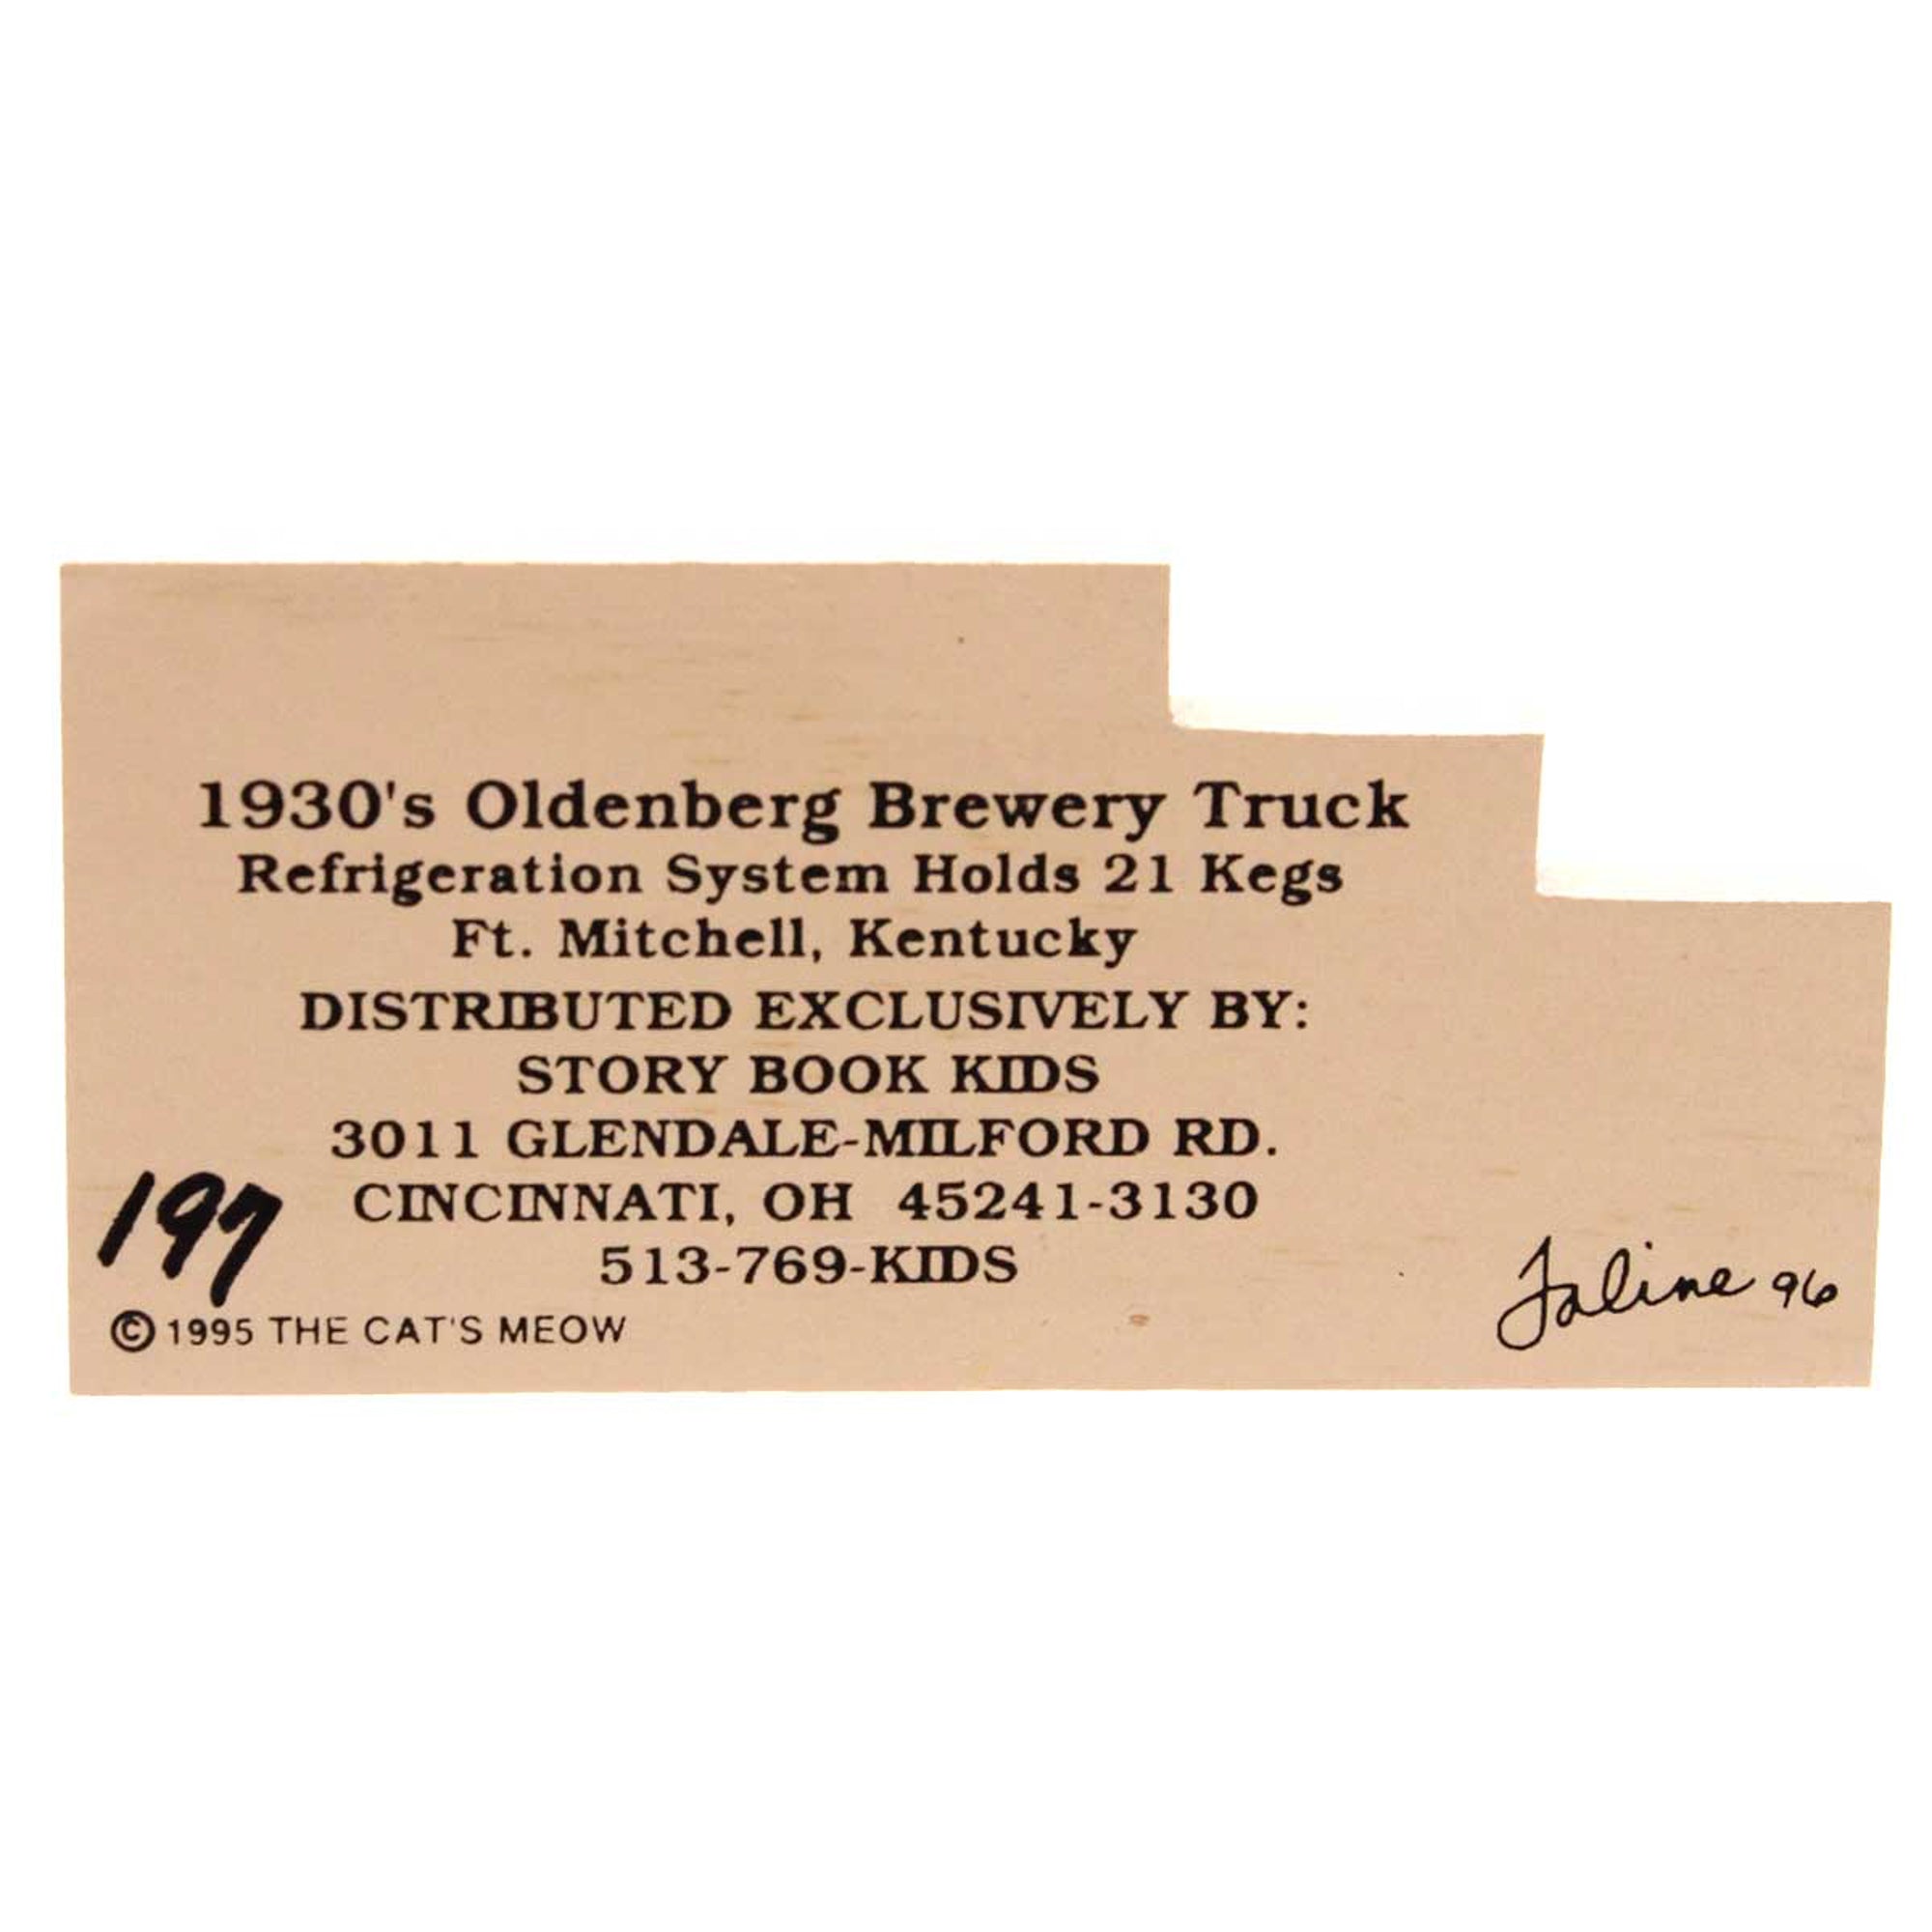 1930's Oldenberg Brewery Truck
Refrigeration System Holds 21 Kegs
Ft. Mitchell, Kentucky
DISTRIBUTED EXCLUSIVELY BY:
STORY BOOK KIDS
3011 GLENDALE-MILFORD RD.
CINCINNATI, OH 45241-3130
513-769-KIDS
197
© 1995 THE CAT'S MEOW
Faline 96